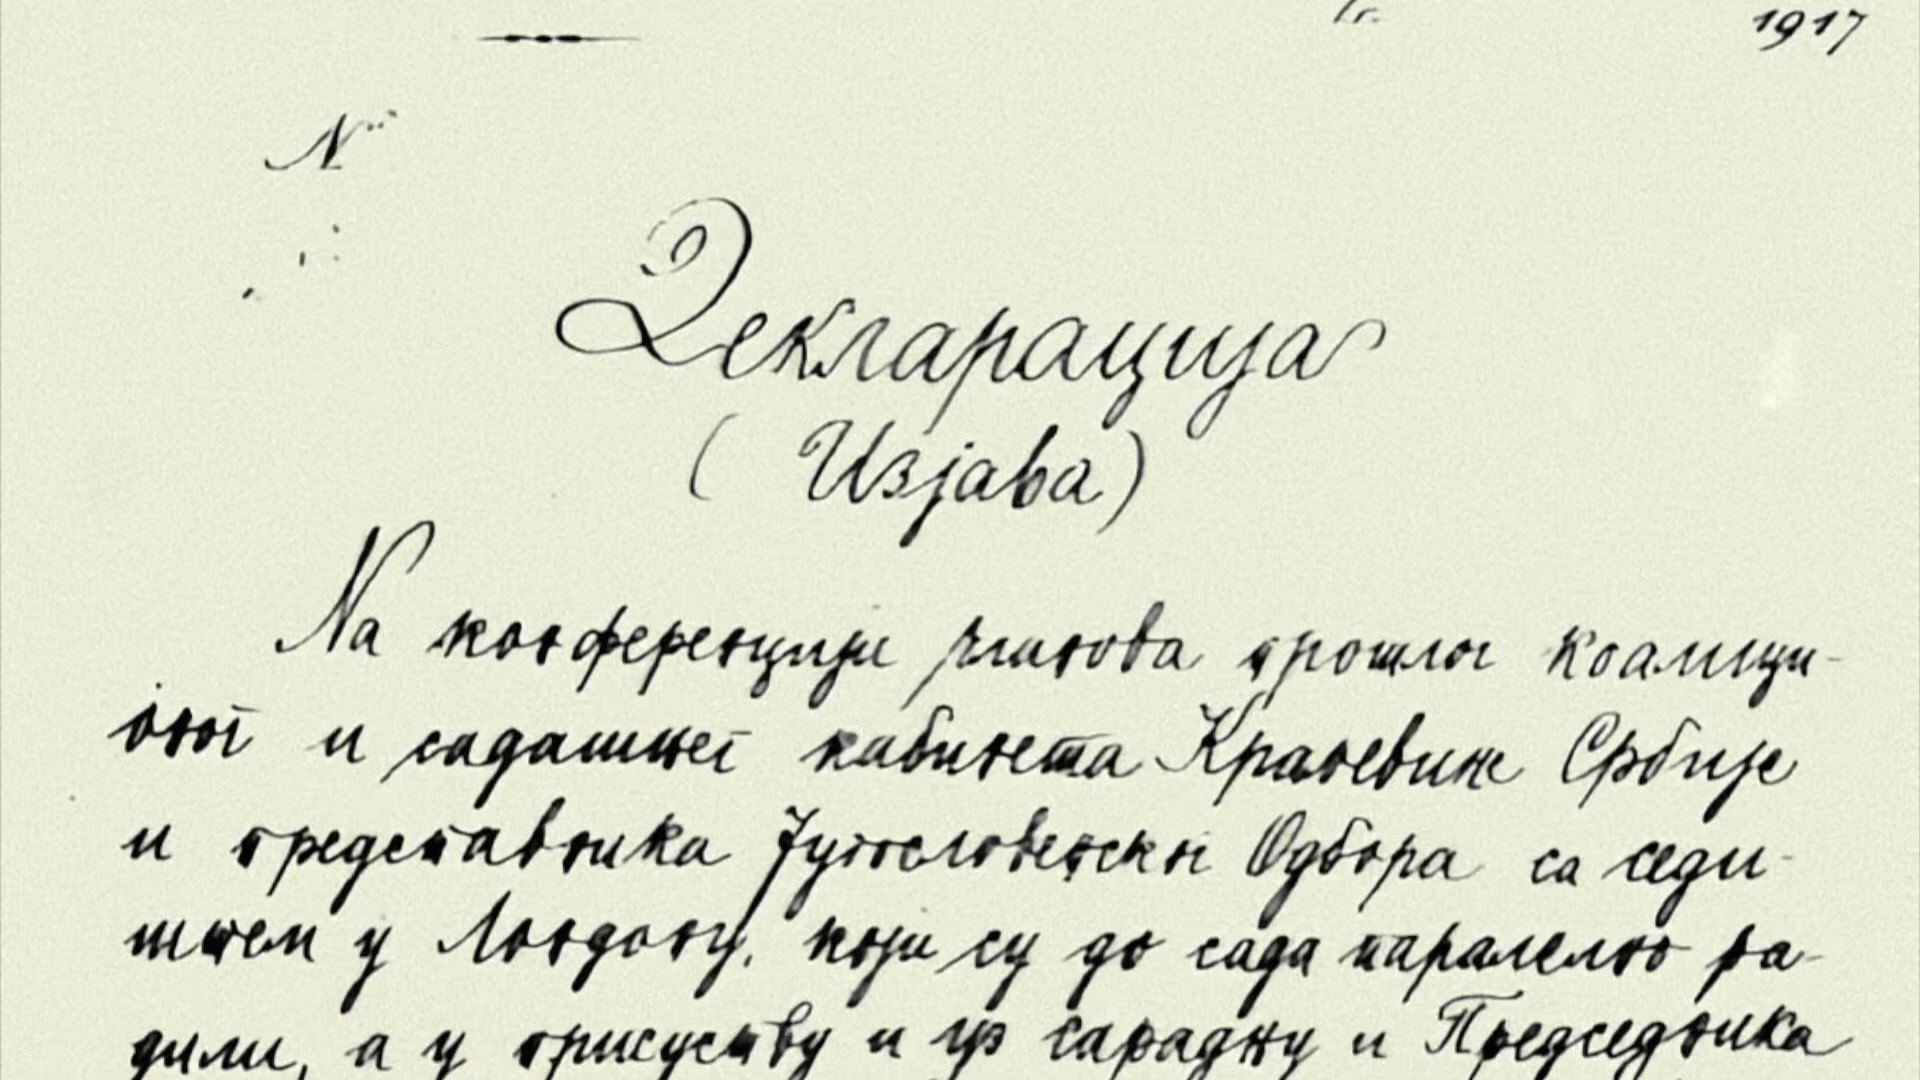 1917
№
Декларација
( Изјава)
На конференцији чланова прошлог коалици-
оног и садашњег кабинета Краљевине Србије
и представника Југословенског Одбора са седи-
штем у Лондону, који су до сада паралелно ра-
дили, а у присуству и уз сарадњу и Председника